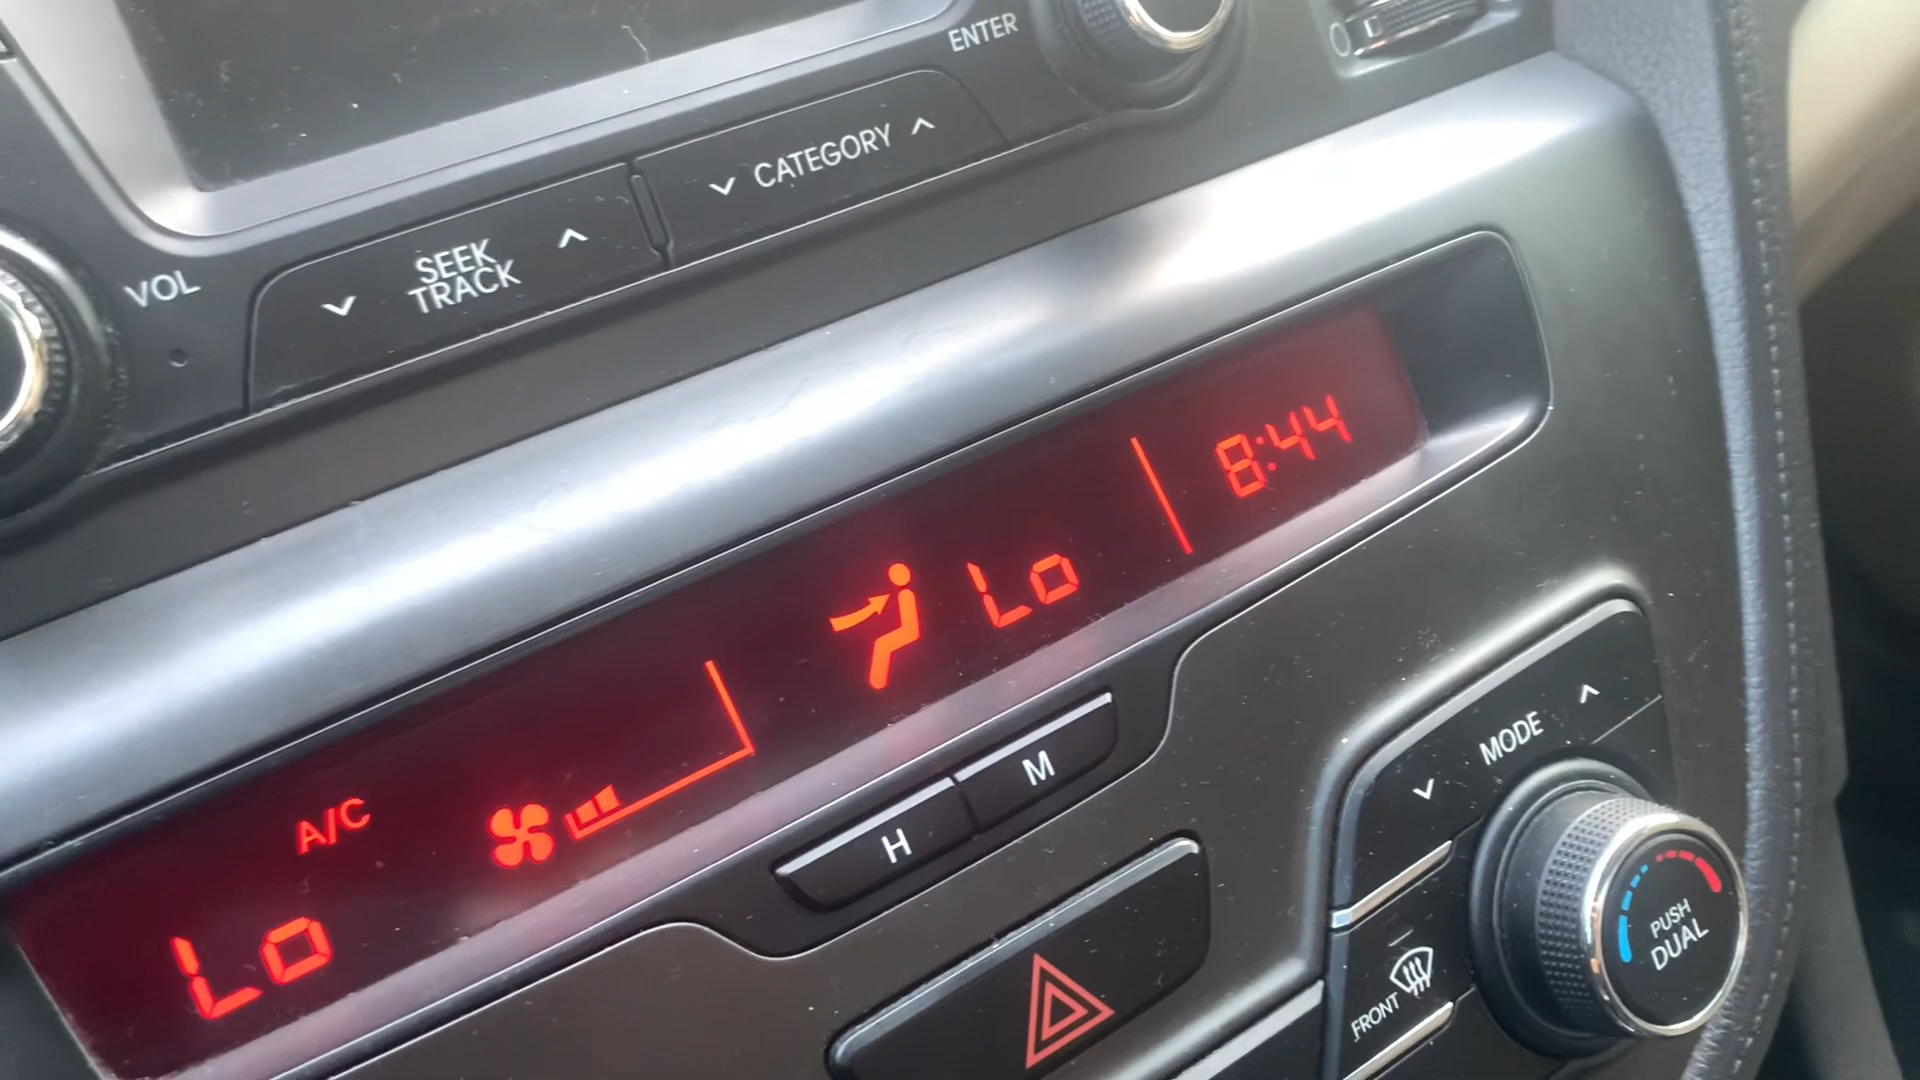 ENTER
CATEGORY
SEEK
TRACK
VOL
8:44
Lo
A/C
Lo
H
M
MODE
PUSH
DUAL
FRONT